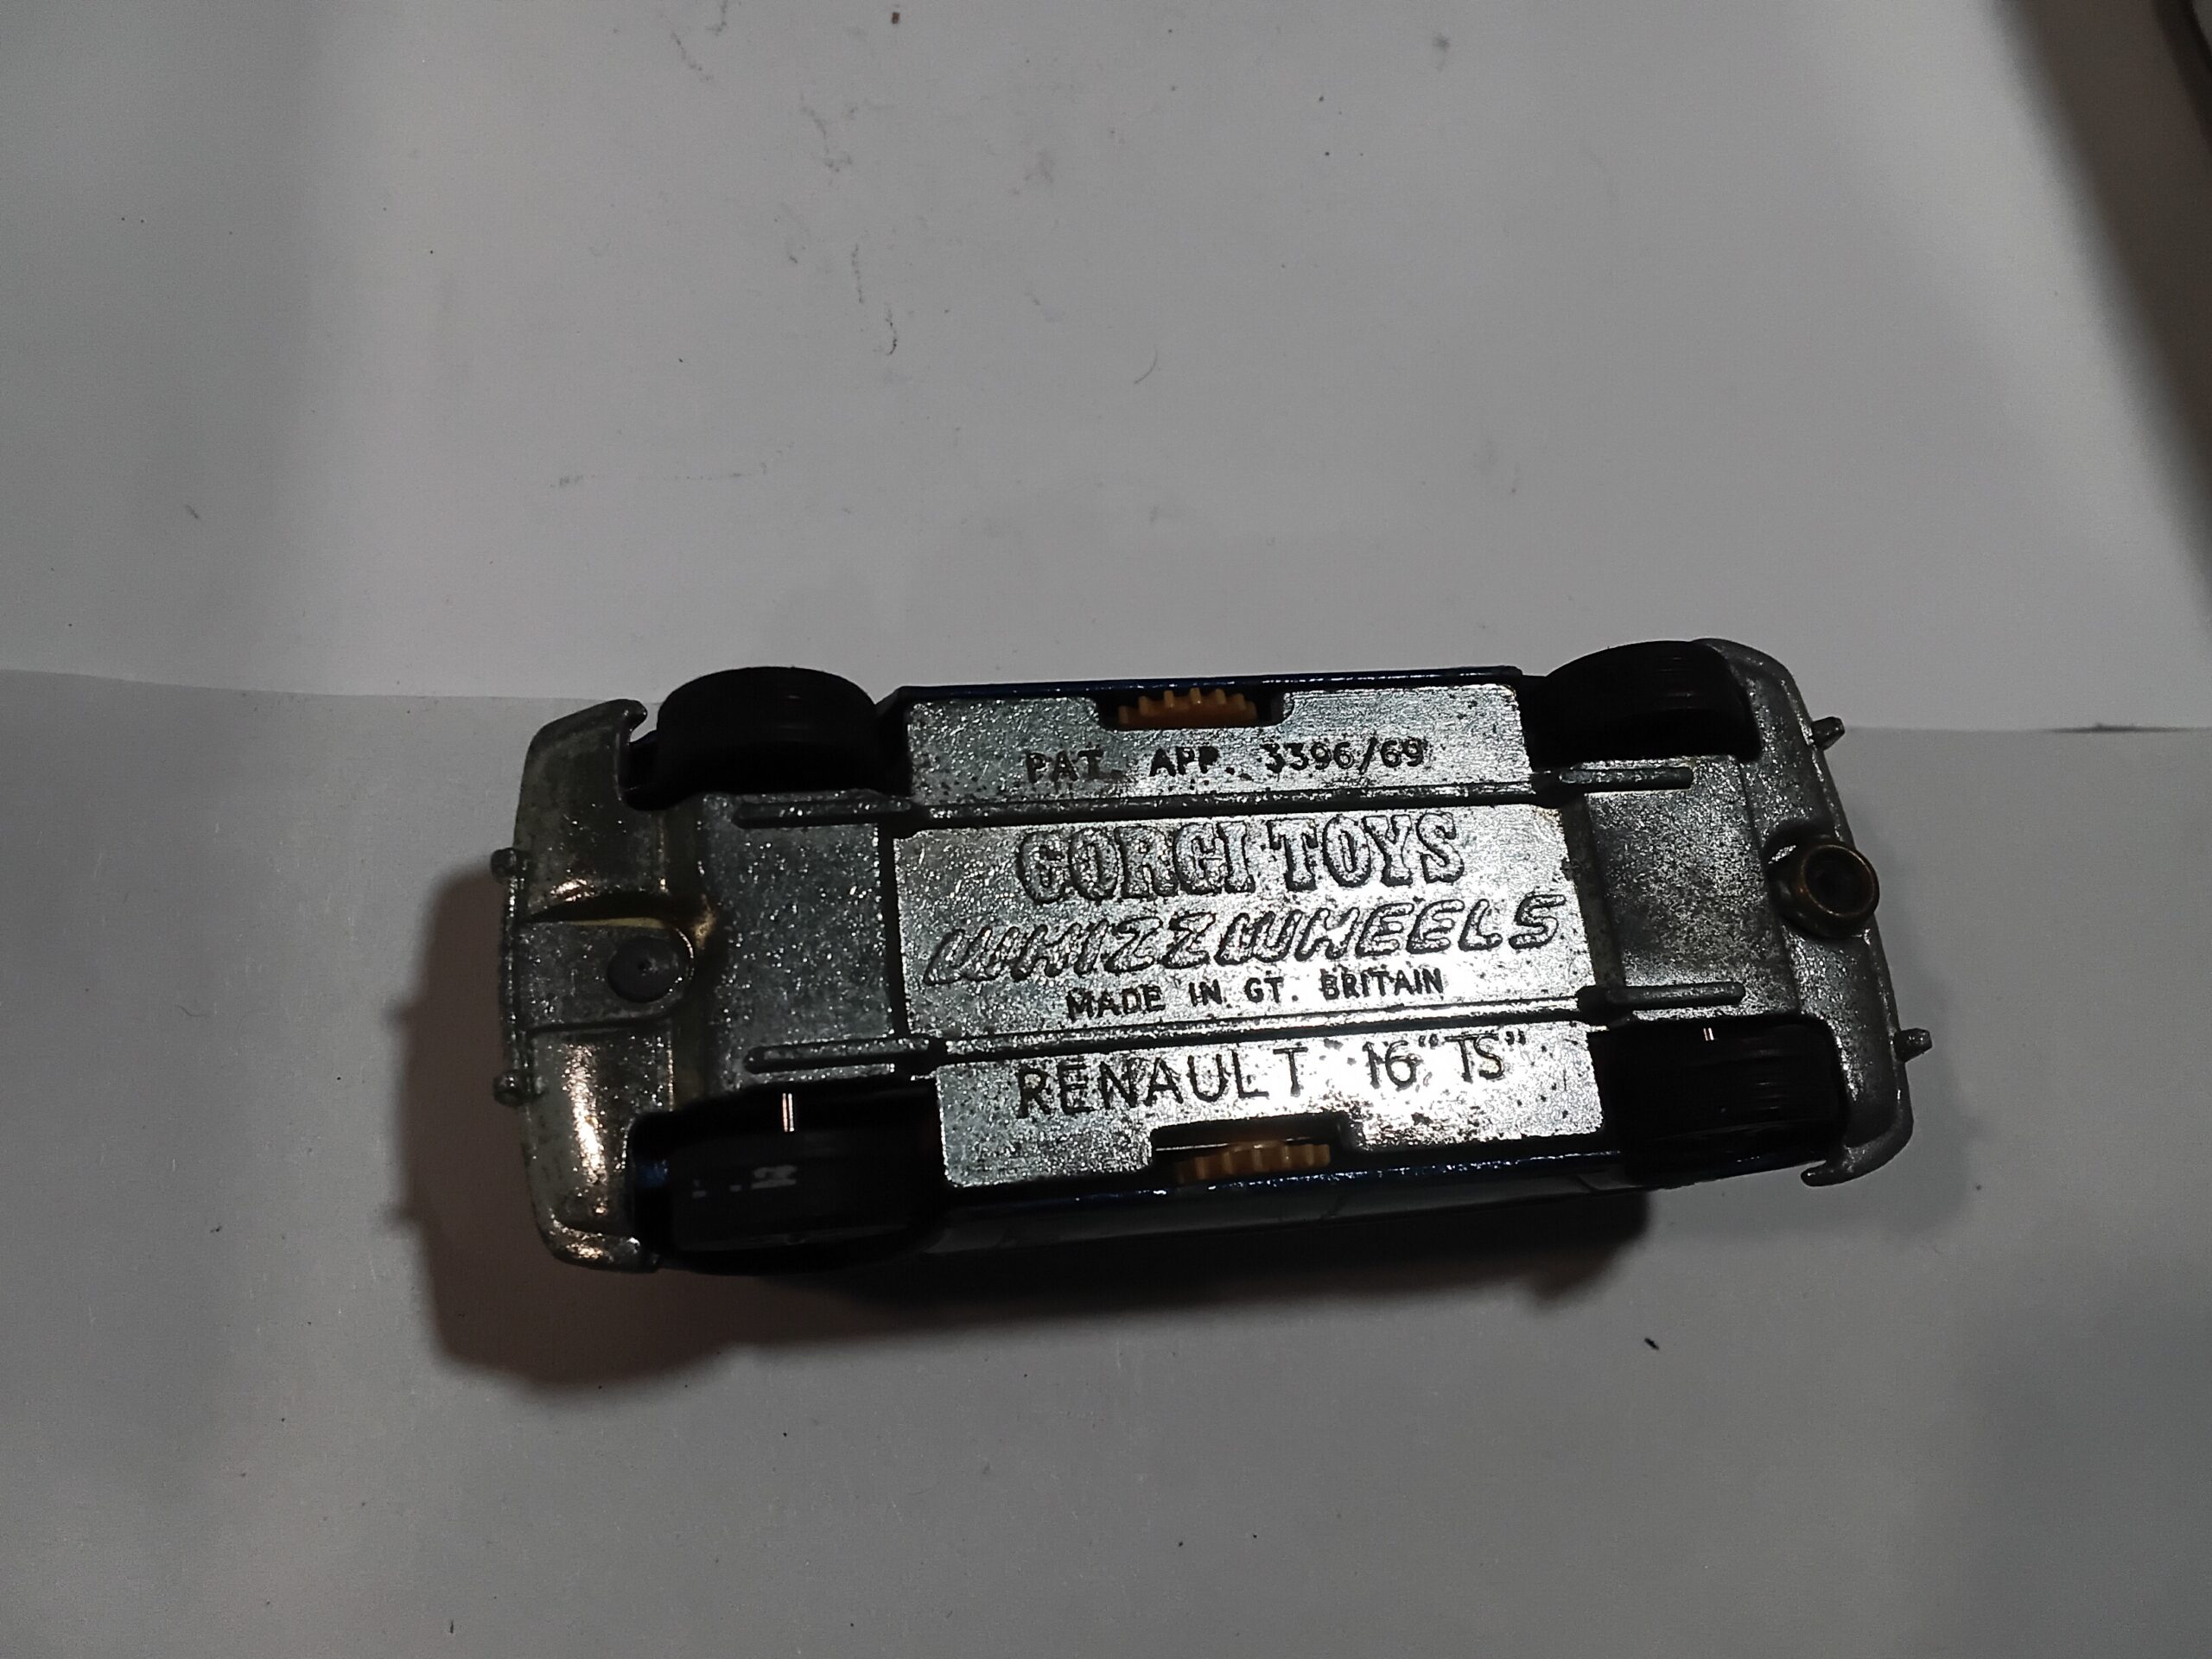 PAT. APP. 3396/69
CORGI TOYS
WHIZZWHEELS
MADE IN GT. BRITAIN
RENAULT 16 "TS"